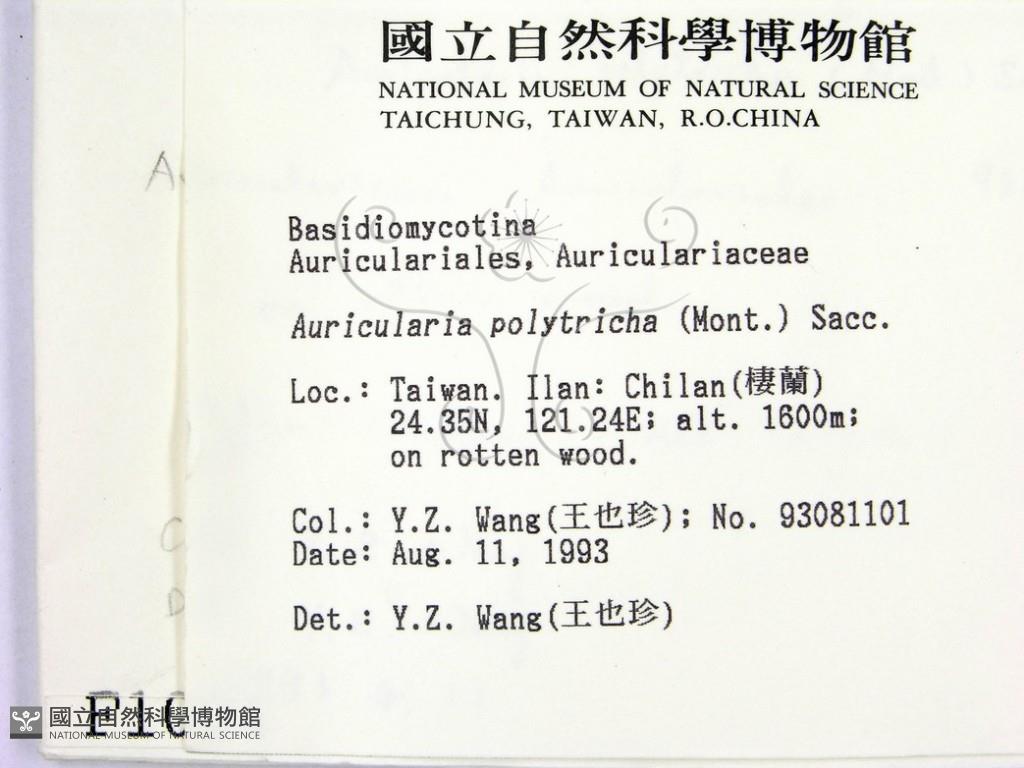 國立自然科學博物館
NATIONAL MUSEUM OF NATURAL SCIENCE
TAICHUNG, TAIWAN, R.O.CHINA
A
Basidiomycotina
Auriculariales, Auriculariaceae
Auricularia polytricha (Mont.) Sacc.
Loc.: Taiwan. Ilan: Chilan(棲蘭)
24.35N, 121.24E; alt. 1600m;
on rotten wood.
Col.: Y.Z. Wang(王也珍); No. 93081101
C
Date: Aug. 11, 1993
D
Det.: Y.Z. Wang(王也珍)
F10
國立自然科學博物館
NATIONAL MUSEUM OF NATURAL SCIENCE